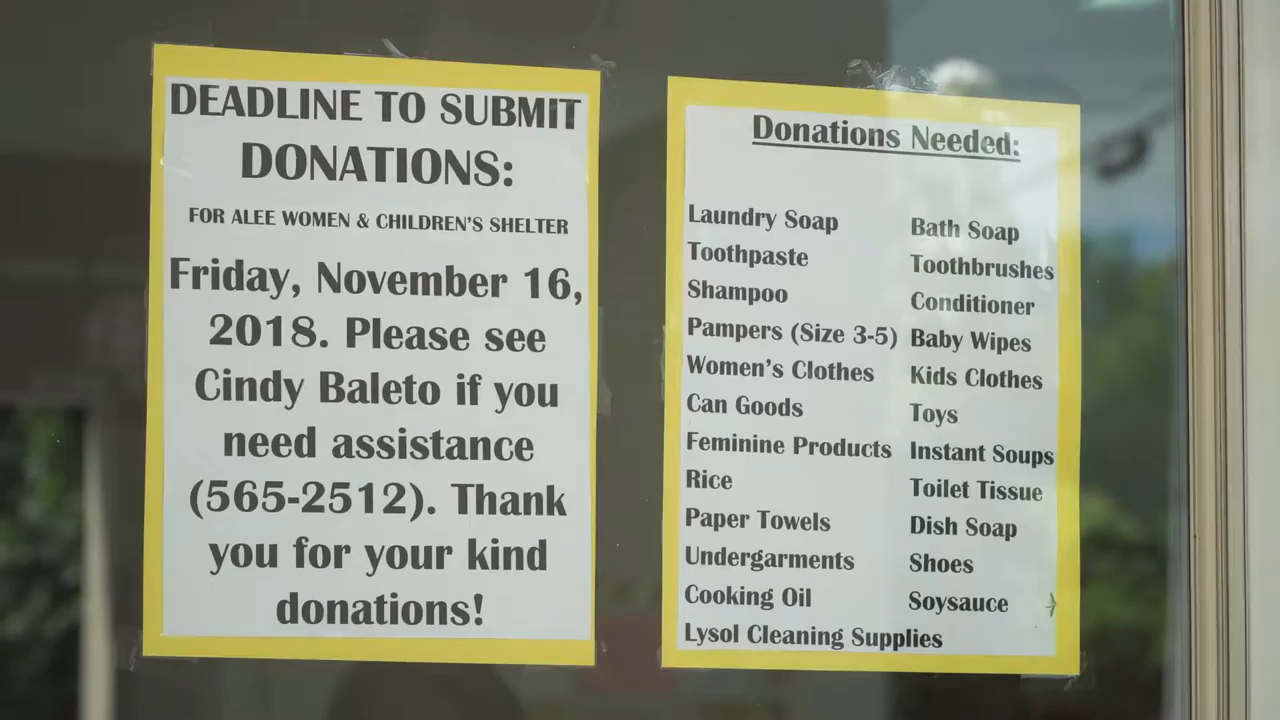 DEADLINE TO SUBMIT
DONATIONS:
FOR ALEE WOMEN & CHILDREN'S SHELTER
Friday, November 16,
2018. Please see
Cindy Baleto if you
need assistance
(565-2512). Thank
you for your kind
donations!
Donations Needed:
Laundry Soap Bath Soap
Toothpaste Toothbrushes
Shampoo Conditioner
Pampers (Size 3-5) Baby Wipes
Women's Clothes Kids Clothes
Can Goods Toys
Feminine Products Instant Soups
Rice Toilet Tissue
Paper Towels Dish Soap
Undergarments Shoes
Cooking Oil Soysauce
Lysol Cleaning Supplies